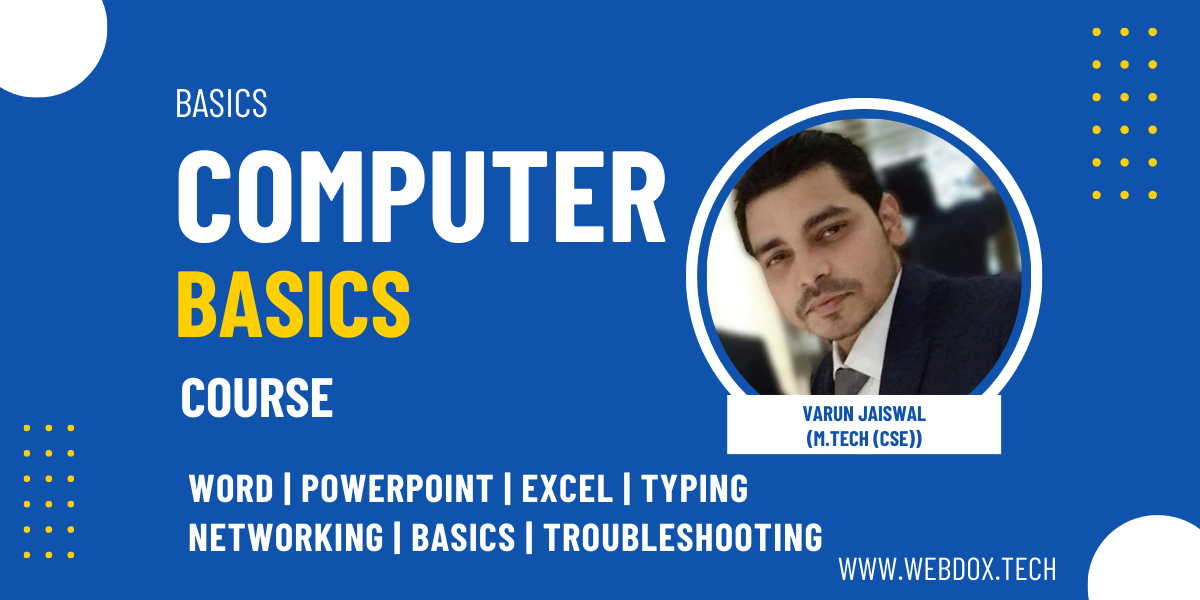 BASICS
COMPUTER
BASICS
COURSE
VARUN JAISWAL
(M.TECH (CSE))
WORD | POWERPOINT | EXCEL | TYPING
NETWORKING | BASICS | TROUBLESHOOTING
WWW.WEBDOX.TECH